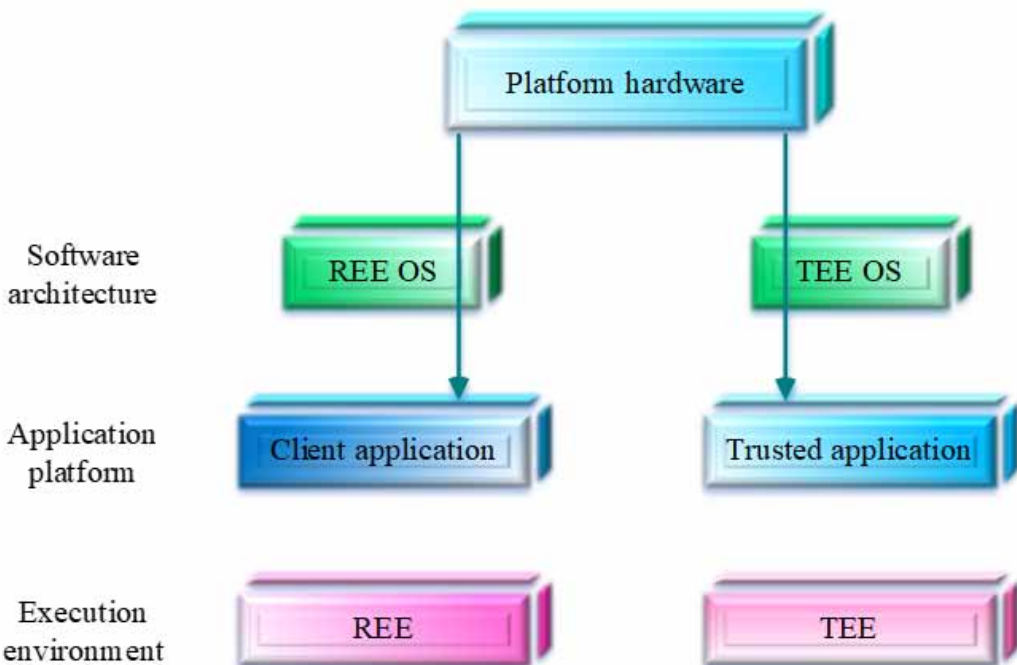 Platform hardware
Software
architecture
REE OS
TEE OS
Application
platform
Client application
Trusted application
Execution
environment
REE
TEE